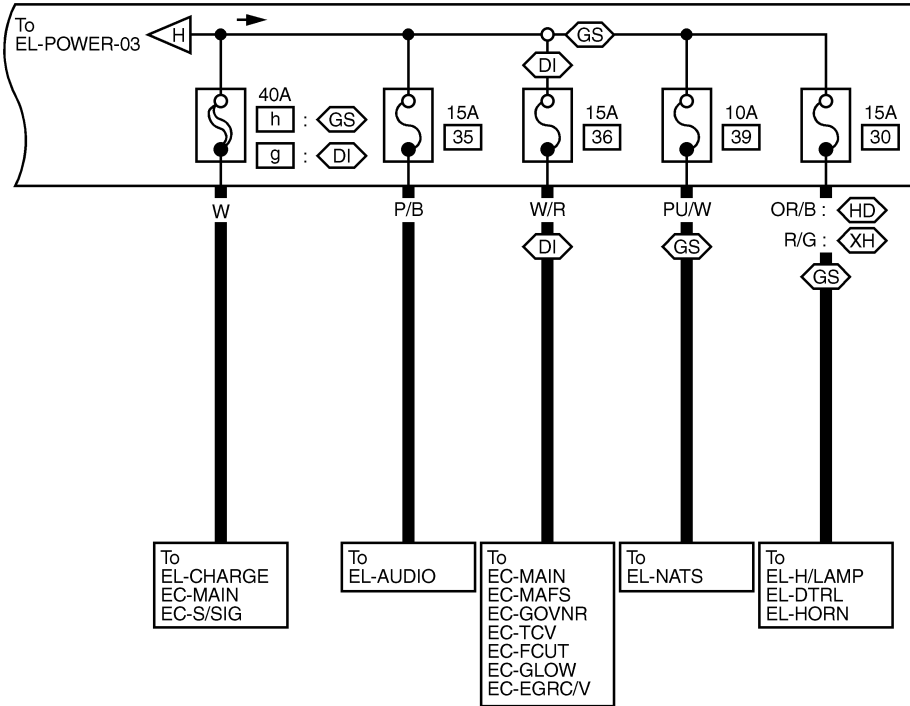 To
EL-POWER-03
H
GS
DI
40A
h : GS
g : DI
15A
35
15A
36
10A
39
15A
30
W
P/B
W/R
PU/W
OR/B : HD
R/G : XH
DI
GS
GS
To
EL-CHARGE
EC-MAIN
EC-S/SIG
To
EL-AUDIO
To
EC-MAIN
EC-MAFS
EC-GOVNR
EC-TCV
EC-FCUT
EC-GLOW
EC-EGRC/V
To
EL-NATS
To
EL-H/LAMP
EL-DTRL
EL-HORN